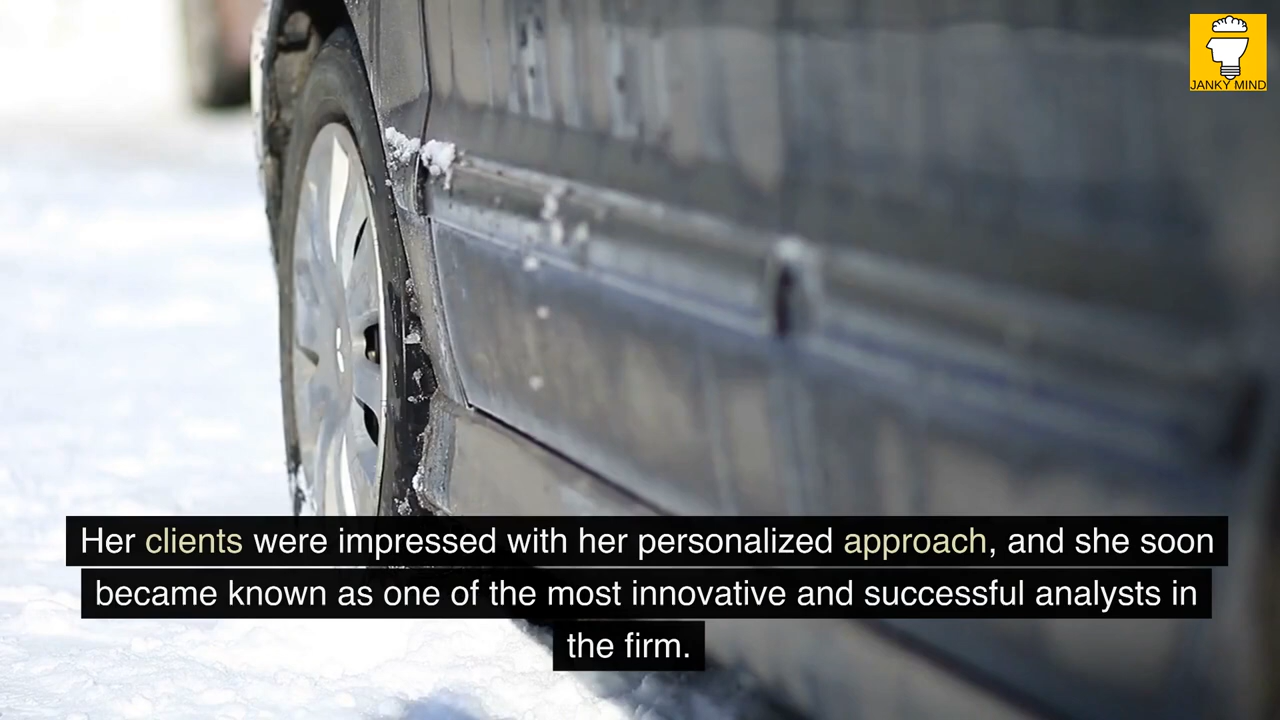 JANKY MIND
Her clients were impressed with her personalized approach, and she soon
became known as one of the most innovative and successful analysts in
the firm.